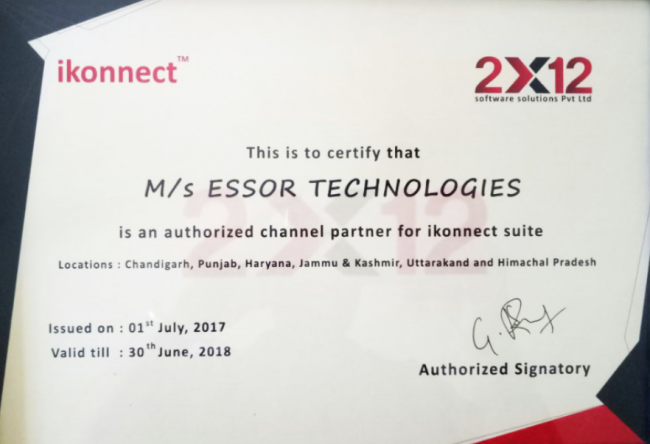 ikonnect™
2X12
software solutions Pvt Ltd
This is to certify that
M/s ESSOR TECHNOLOGIES
is an authorized channel partner for ikonnect suite
Locations : Chandigarh, Punjab, Haryana, Jammu & Kashmir, Uttarakand and Himachal Pradesh
Issued on : 01st July, 2017
Valid till : 30th June, 2018
Authorized Signatory